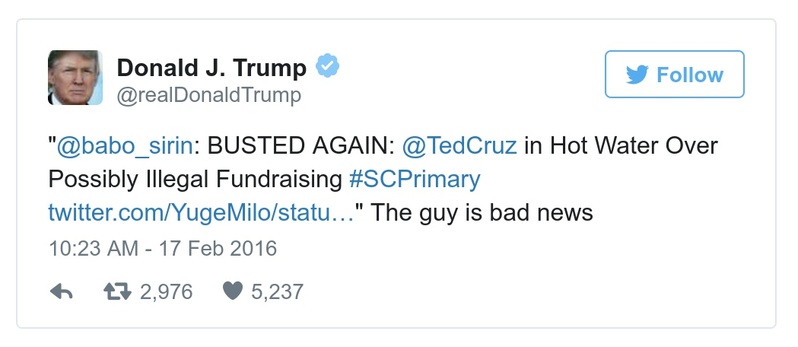 Donald J. Trump
Follow
@realDonaldTrump
"@babo_sirin: BUSTED AGAIN: @TedCruz in Hot Water Over
Possibly Illegal Fundraising #SCPrimary
twitter.com/YugeMilo/statu…" The guy is bad news
10:23 AM - 17 Feb 2016
2,976 5,237